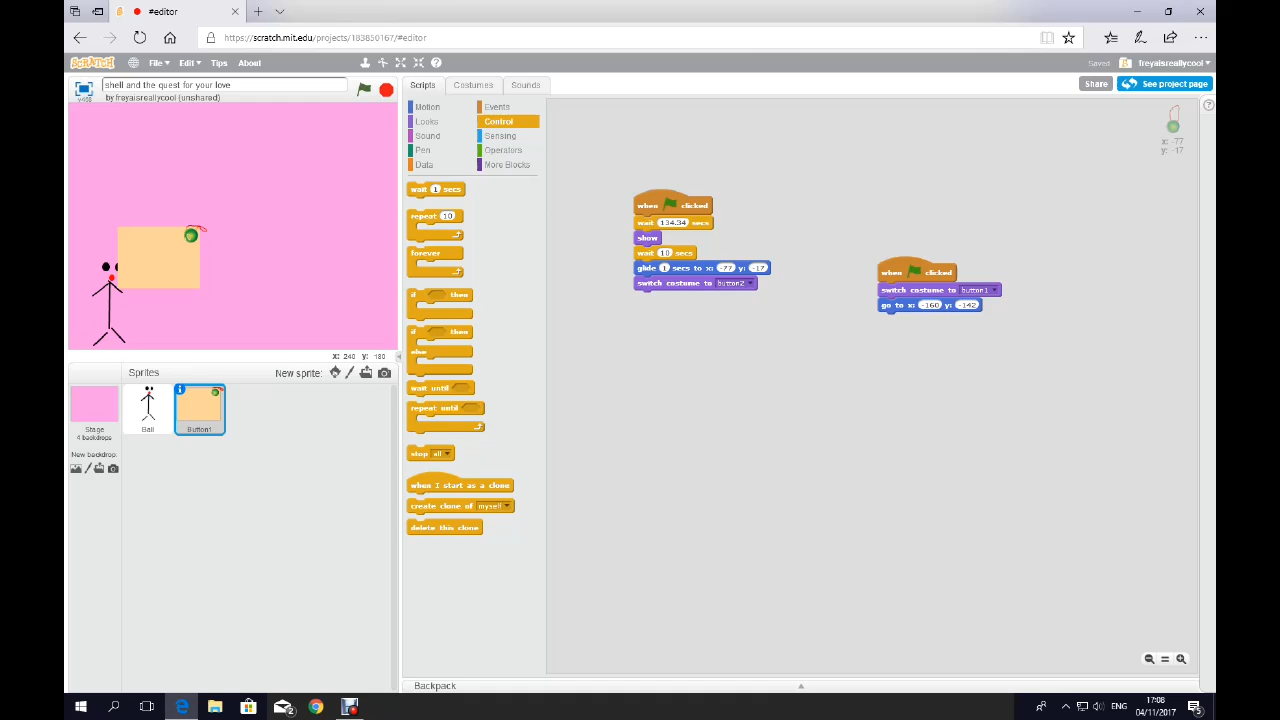 #editor
https://scratch.mit.edu/projects/183850167/#editor
SCRATCH File Edit Tips About Saved freyaisreallycool
shell and the quest for your love
by freyaisreallycool (unshared)
v458
Scripts Costumes Sounds
Share See project page
Motion Events
Looks Control
Sound Sensing
Pen Operators
Data More Blocks
wait 1 secs
repeat 10
forever
if then
if then
else
wait until
repeat until
stop all
when I start as a clone
create clone of myself
delete this clone
when clicked
wait 134.34 secs
show
wait 10 secs
glide 1 secs to x: -77 y: -17
switch costume to button2
when clicked
switch costume to button1
go to x: -160 y: -142
x: -77
y: -17
x: 240 y: -180
Sprites New sprite:
Stage
4 backdrops
New backdrop:
Ball
Button1
Backpack
ENG
17:08
04/11/2017
2
5